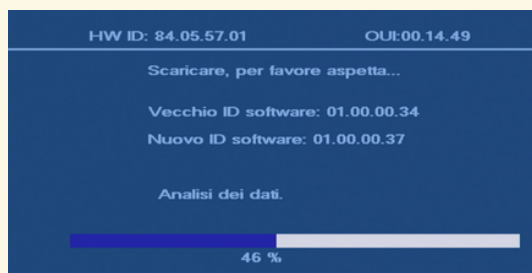 HW ID: 84.05.57.01 OUI:00.14.49
Scaricare, per favore aspetta...
Vecchio ID software: 01.00.00.34
Nuovo ID software: 01.00.00.37
Analisi dei dati.
46 %